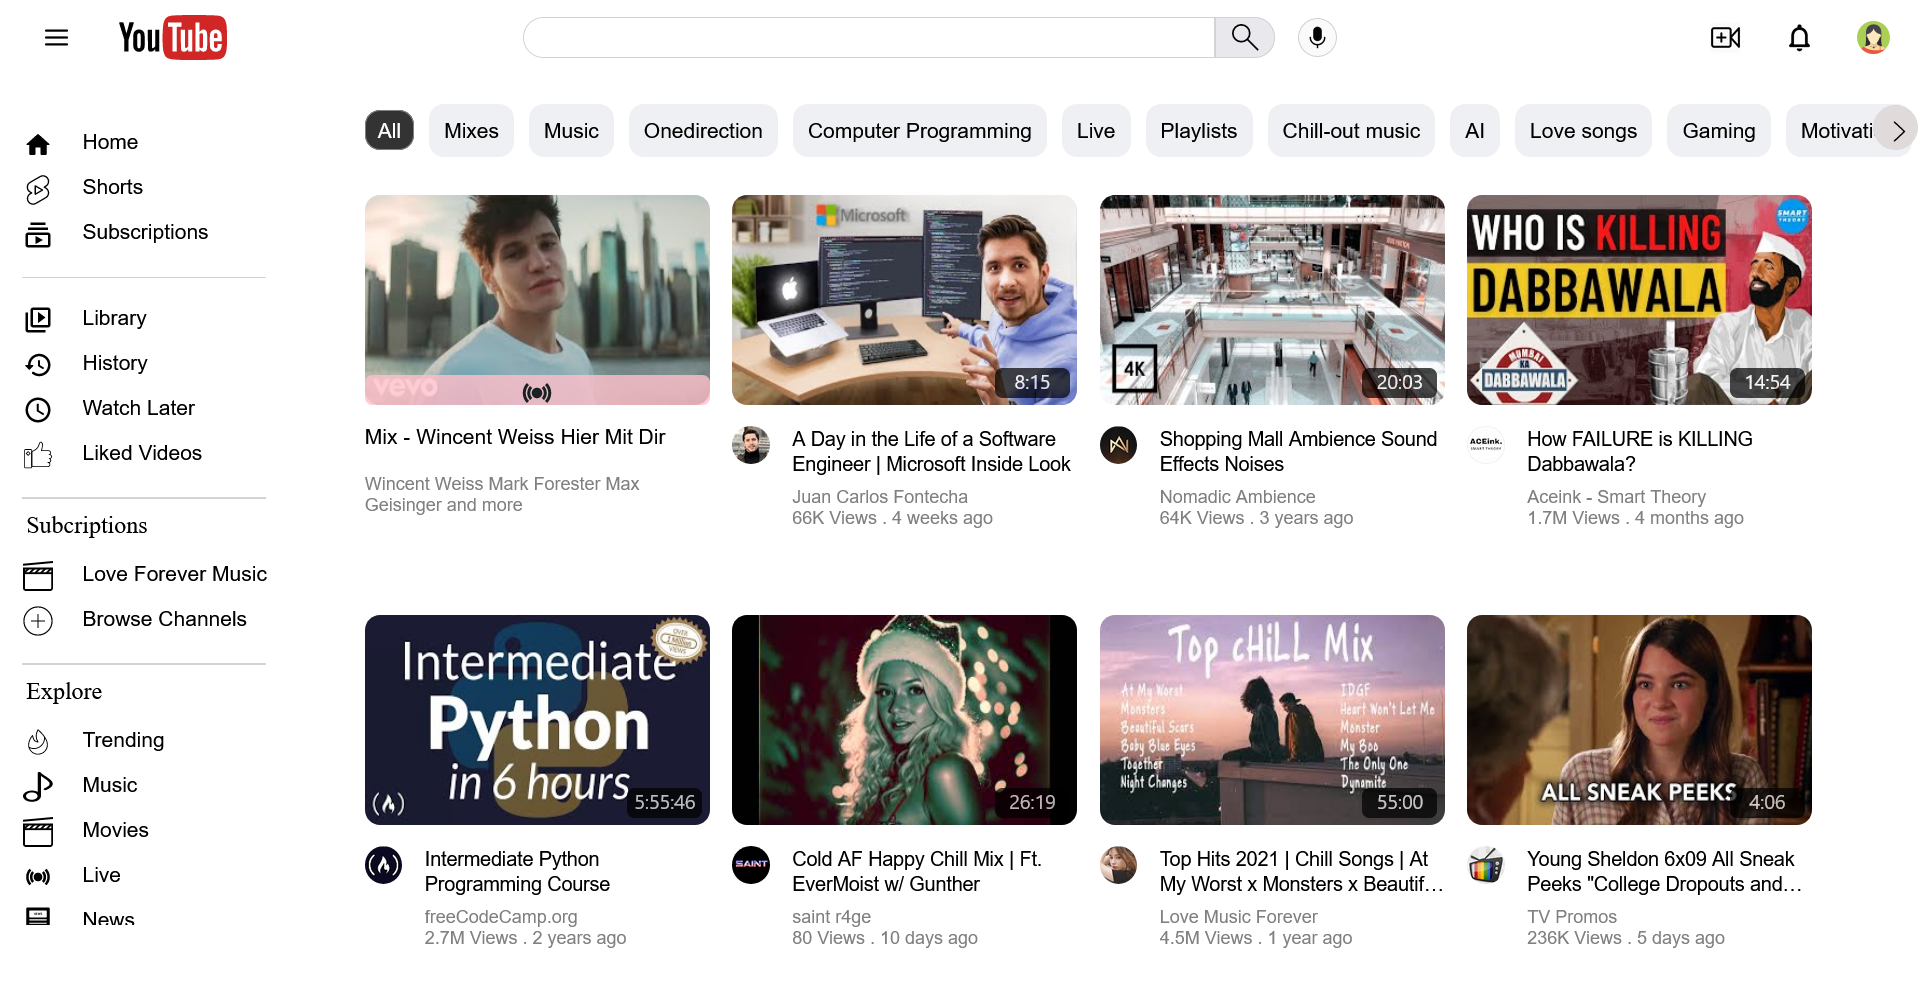 YouTube
All
Mixes
Music
Onedirection
Computer Programming
Live
Playlists
Chill-out music
AI
Love songs
Gaming
Motivati
Home
Shorts
Subscriptions
Library
History
Watch Later
Liked Videos
Subcriptions
Love Forever Music
Browse Channels
Explore
Trending
Music
Movies
Live
News
vevo
Mix - Wincent Weiss Hier Mit Dir
Wincent Weiss Mark Forester Max
Geisinger and more
Microsoft
8:15
A Day in the Life of a Software
Engineer | Microsoft Inside Look
Juan Carlos Fontecha
66K Views . 4 weeks ago
4K
20:03
Shopping Mall Ambience Sound
Effects Noises
Nomadic Ambience
64K Views . 3 years ago
WHO IS KILLING
DABBAWALA
SMART
THEORY
MUMBAI
KA
DABBAWALA
14:54
ACEink.
SMART THEORY
How FAILURE is KILLING
Dabbawala?
Aceink - Smart Theory
1.7M Views . 4 months ago
OVER
1 Million
VIEWS
Intermediate
Python
in 6 hours
5:55:46
Intermediate Python
Programming Course
freeCodeCamp.org
2.7M Views . 2 years ago
26:19
SAINT
Cold AF Happy Chill Mix | Ft.
EverMoist w/ Gunther
saint r4ge
80 Views . 10 days ago
Top cHiLL Mix
At My Worst
Monsters
Beautiful Scars
Baby Blue Eyes
Together
Night Changes
IDGF
Heart Won't Let Me
Monster
My Boo
The Only One
Dynamite
55:00
Top Hits 2021 | Chill Songs | At
My Worst x Monsters x Beautif…
Love Music Forever
4.5M Views . 1 year ago
ALL SNEAK PEEKS
4:06
Young Sheldon 6x09 All Sneak
Peeks "College Dropouts and…
TV Promos
236K Views . 5 days ago